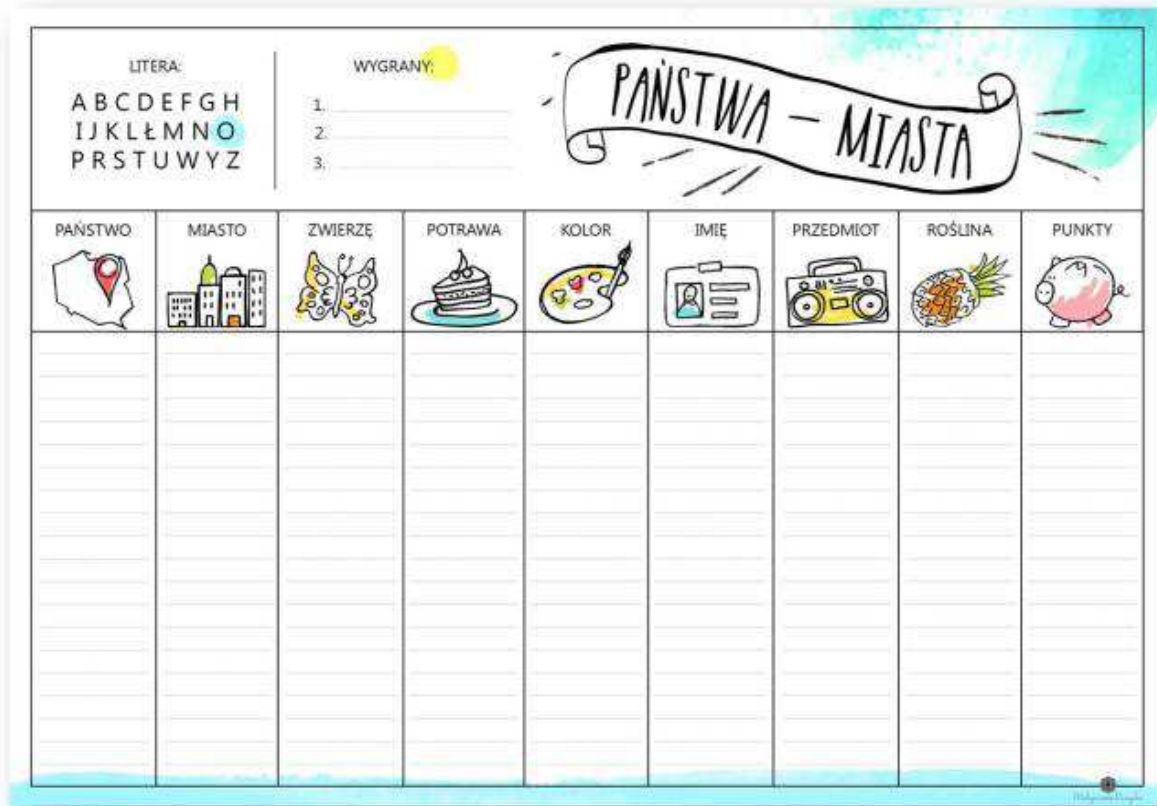 LITERA:
A B C D E F G H
I J K L Ł M N O
P R S T U W Y Z
WYGRANY:
1.
2.
3.
PAŃSTWA – MIASTA
PAŃSTWO
MIASTO
ZWIERZĘ
POTRAWA
KOLOR
IMIĘ
PRZEDMIOT
ROŚLINA
PUNKTY